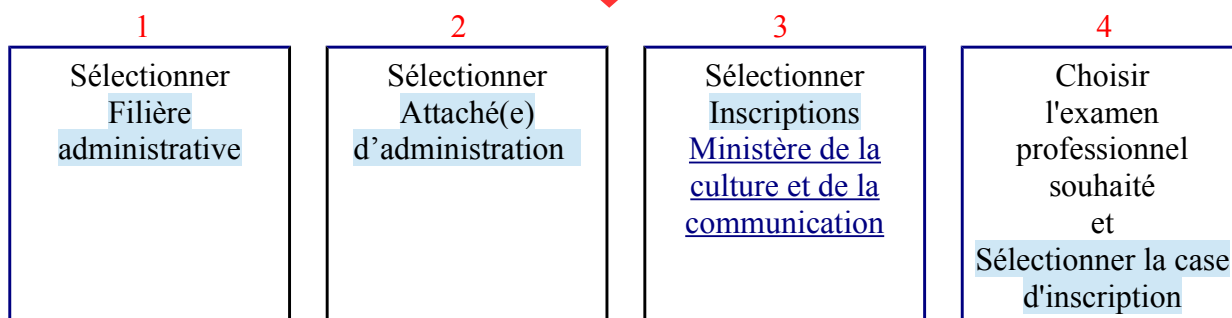 1
2
3
4
Sélectionner
Filière
administrative
Sélectionner
Attaché(e)
d’administration
Sélectionner
Inscriptions
Ministère de la
culture et de la
communication
Choisir
l'examen
professionnel
souhaité
et
Sélectionner la case
d'inscription